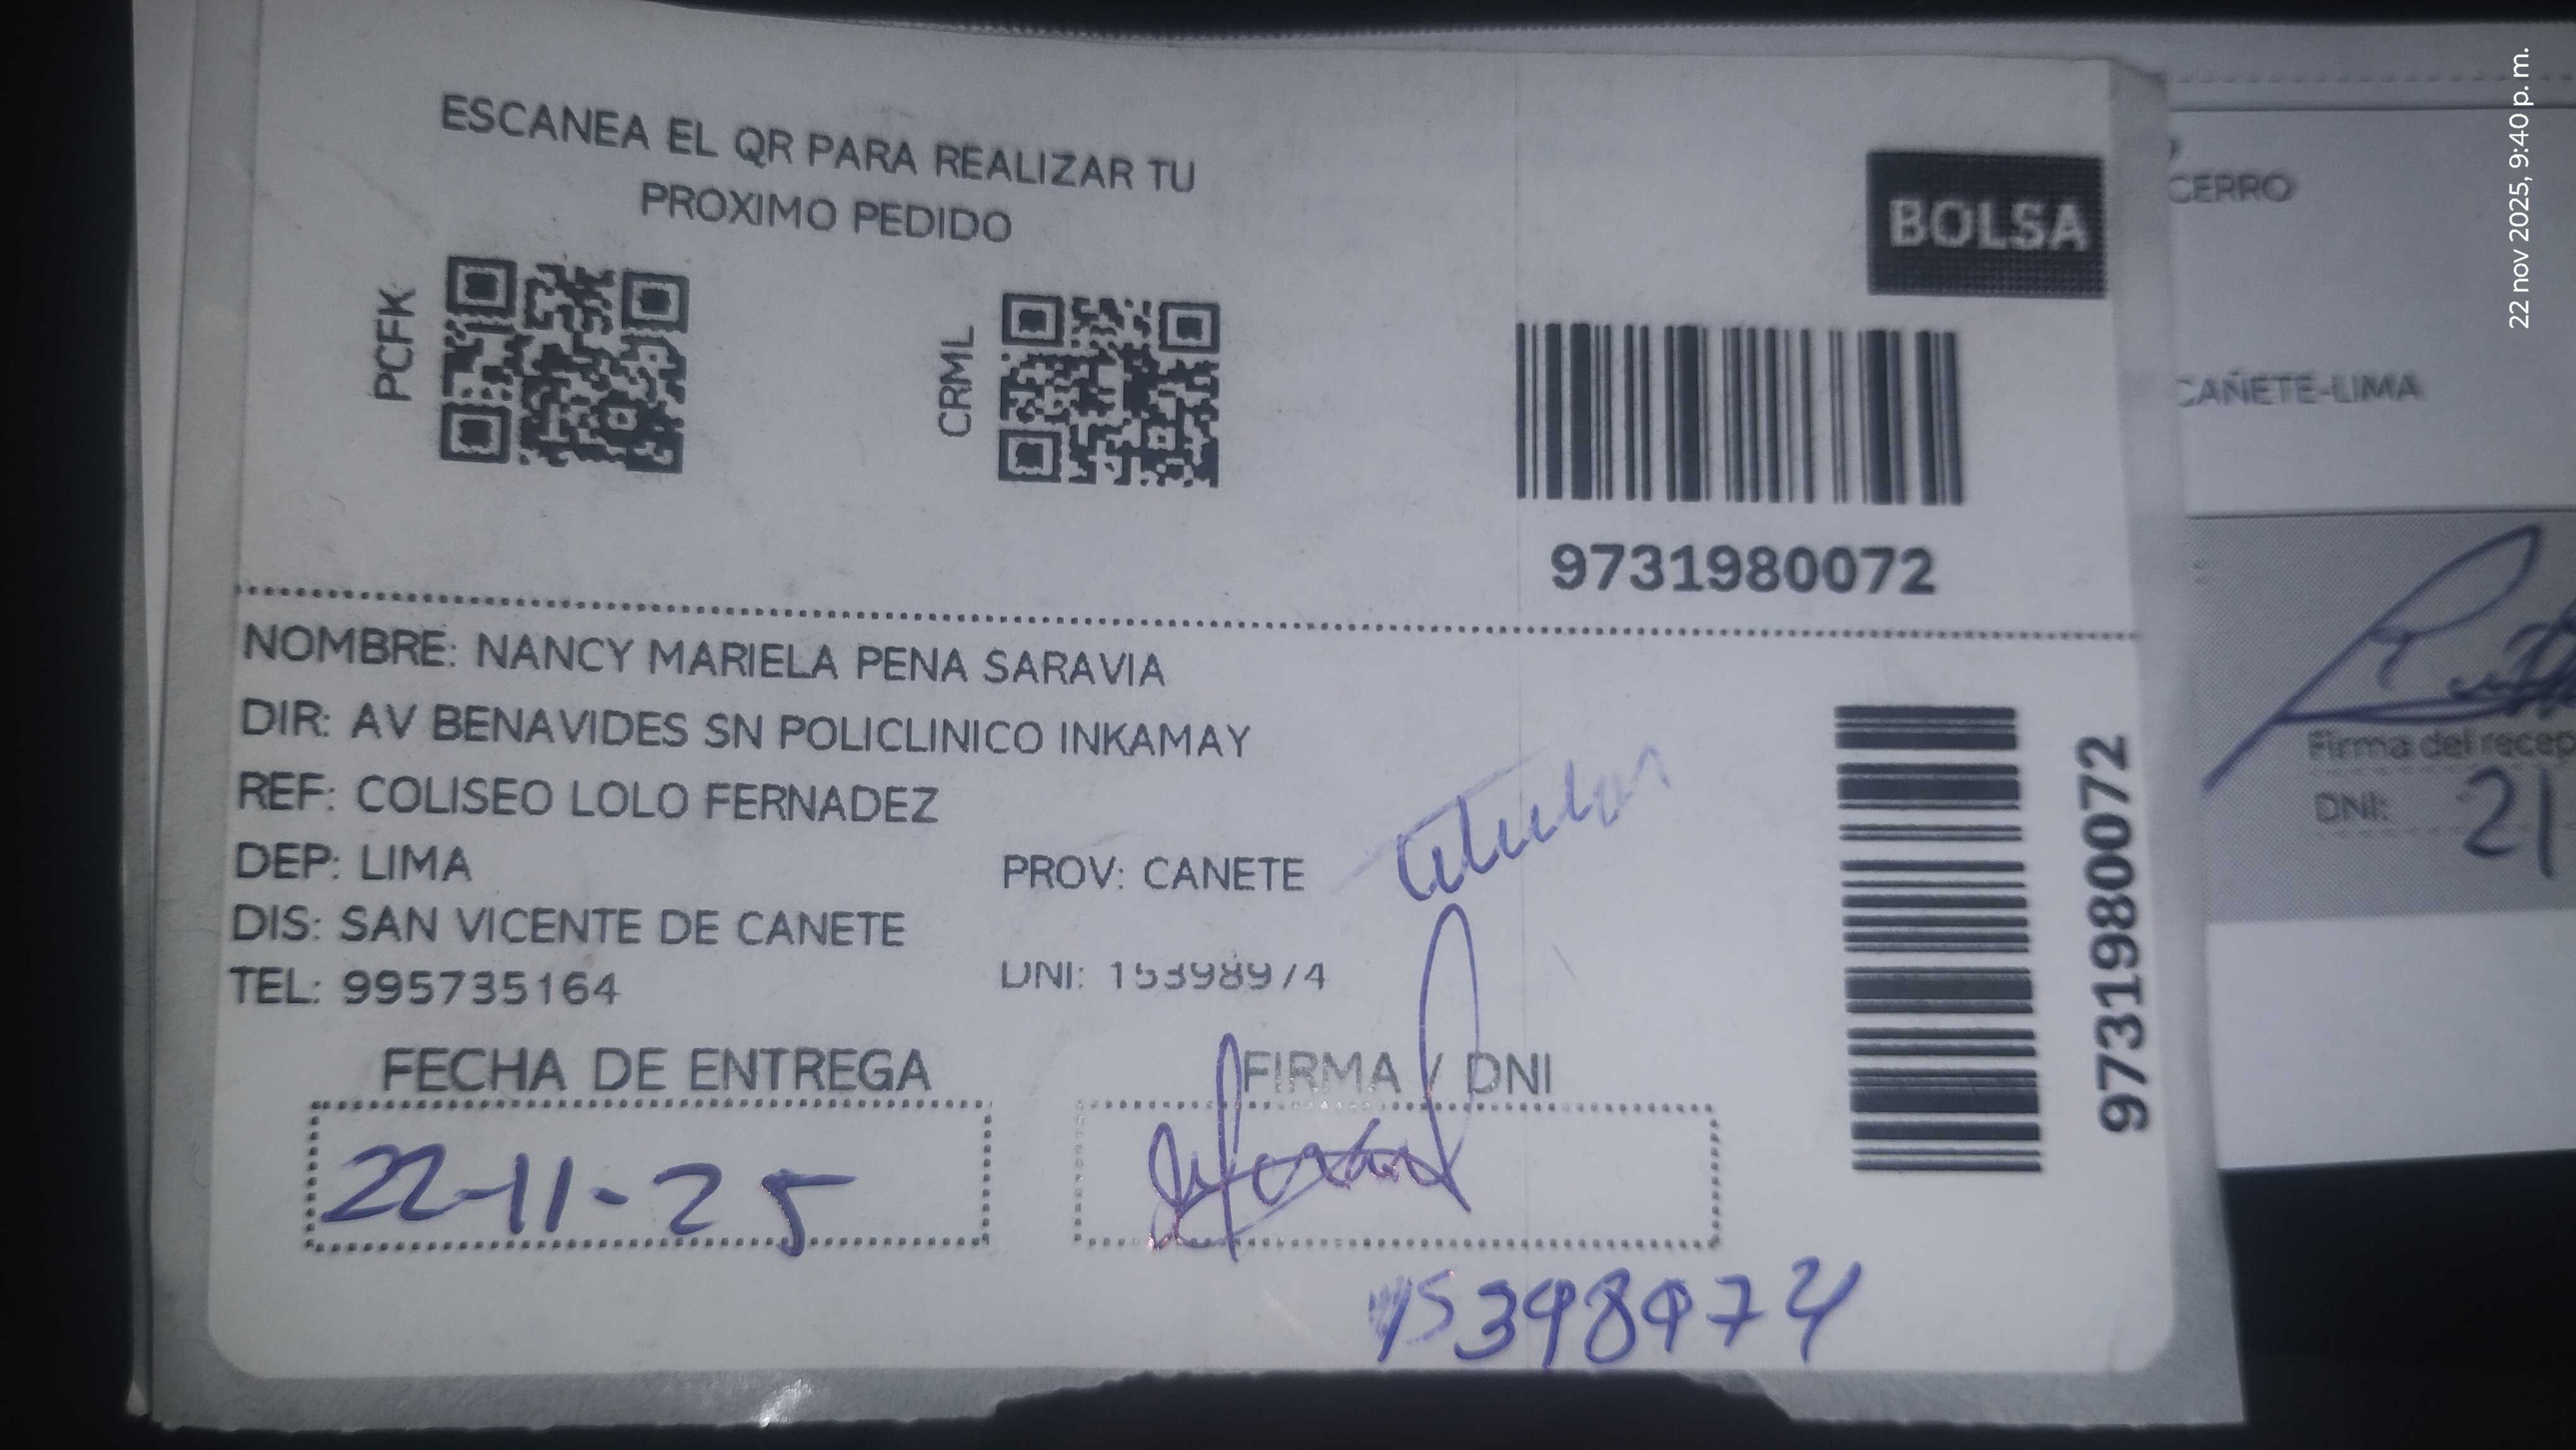 ESCANEA EL QR PARA REALIZAR TU
PROXIMO PEDIDO
PCFK
CRML
BOLSA
9731980072
NOMBRE: NANCY MARIELA PENA SARAVIA
DIR: AV BENAVIDES SN POLICLINICO INKAMAY
REF: COLISEO LOLO FERNADEZ
DEP: LIMA
PROV: CANETE
titular
DIS: SAN VICENTE DE CANETE
TEL: 995735164
DNI: 15398974
9731980072
FECHA DE ENTREGA
FIRMA / DNI
22-11-25
15398974
CERRO
CAÑETE-LIMA
Firma del recep
DNI: 21
22 nov 2025, 9:40 p. m.